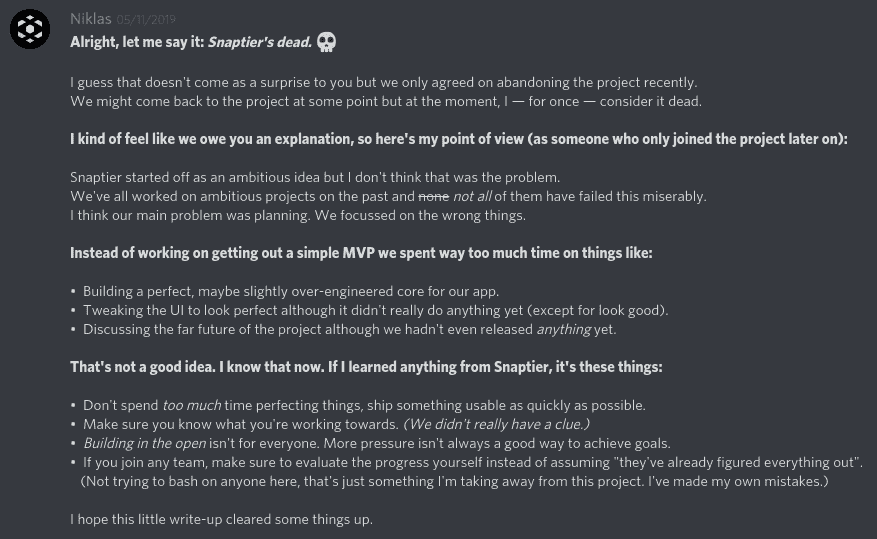 Niklas 05/11/2019
Alright, let me say it: Snaptier's dead. 💀
I guess that doesn't come as a surprise to you but we only agreed on abandoning the project recently.
We might come back to the project at some point but at the moment, I — for once — consider it dead.
I kind of feel like we owe you an explanation, so here's my point of view (as someone who only joined the project later on):
Snaptier started off as an ambitious idea but I don't think that was the problem.
We've all worked on ambitious projects on the past and none not all of them have failed this miserably.
I think our main problem was planning. We focussed on the wrong things.
Instead of working on getting out a simple MVP we spent way too much time on things like:
• Building a perfect, maybe slightly over-engineered core for our app.
• Tweaking the UI to look perfect although it didn't really do anything yet (except for look good).
• Discussing the far future of the project although we hadn't even released anything yet.
That's not a good idea. I know that now. If I learned anything from Snaptier, it's these things:
• Don't spend too much time perfecting things, ship something usable as quickly as possible.
• Make sure you know what you're working towards. (We didn't really have a clue.)
• Building in the open isn't for everyone. More pressure isn't always a good way to achieve goals.
• If you join any team, make sure to evaluate the progress yourself instead of assuming "they've already figured everything out".
(Not trying to bash on anyone here, that's just something I'm taking away from this project. I've made my own mistakes.)
I hope this little write-up cleared some things up.